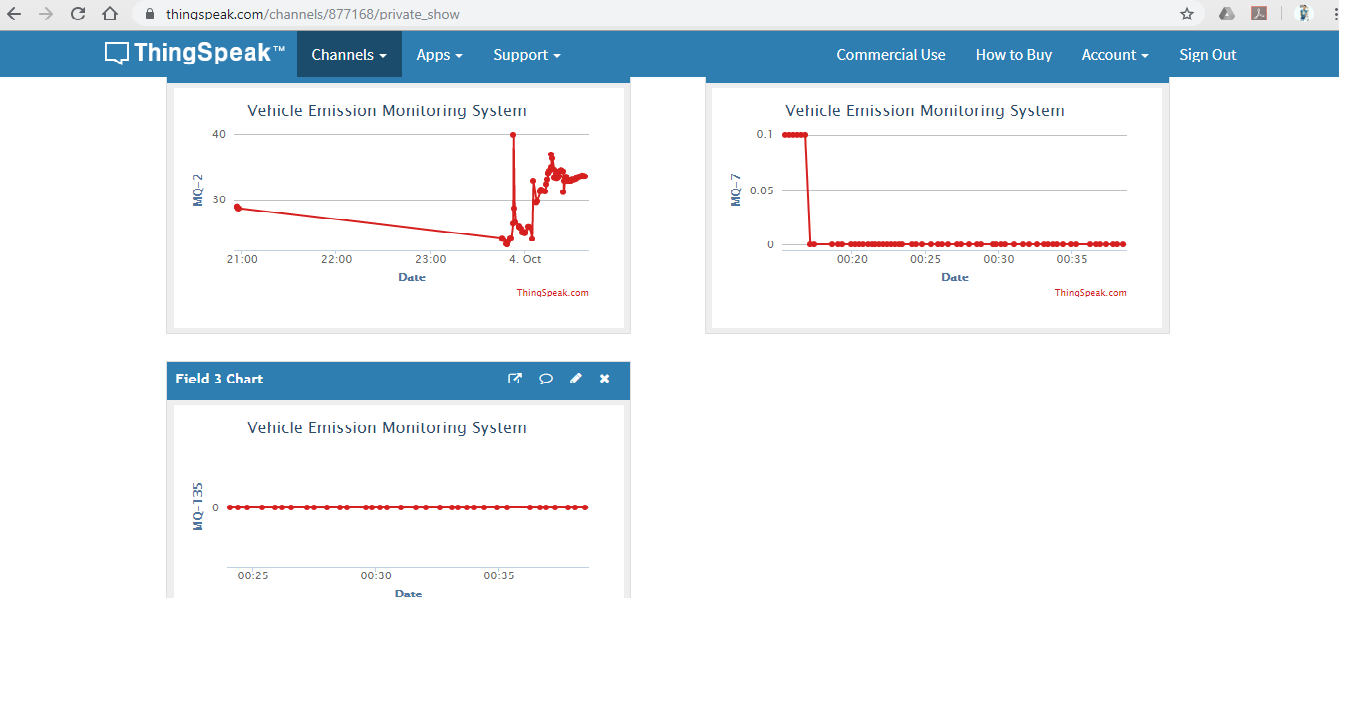 thingspeak.com/channels/877168/private_show
ThingSpeak™ Channels Apps Support Commercial Use How to Buy Account Sign Out
Vehicle Emission Monitoring System
40
30
MQ-2
21:00 22:00 23:00 4. Oct
Date
ThingSpeak.com
Vehicle Emission Monitoring System
0.1
0.05
0
MQ-7
00:20 00:25 00:30 00:35
Date
ThingSpeak.com
Field 3 Chart
Vehicle Emission Monitoring System
0
MQ-135
00:25 00:30 00:35
Date